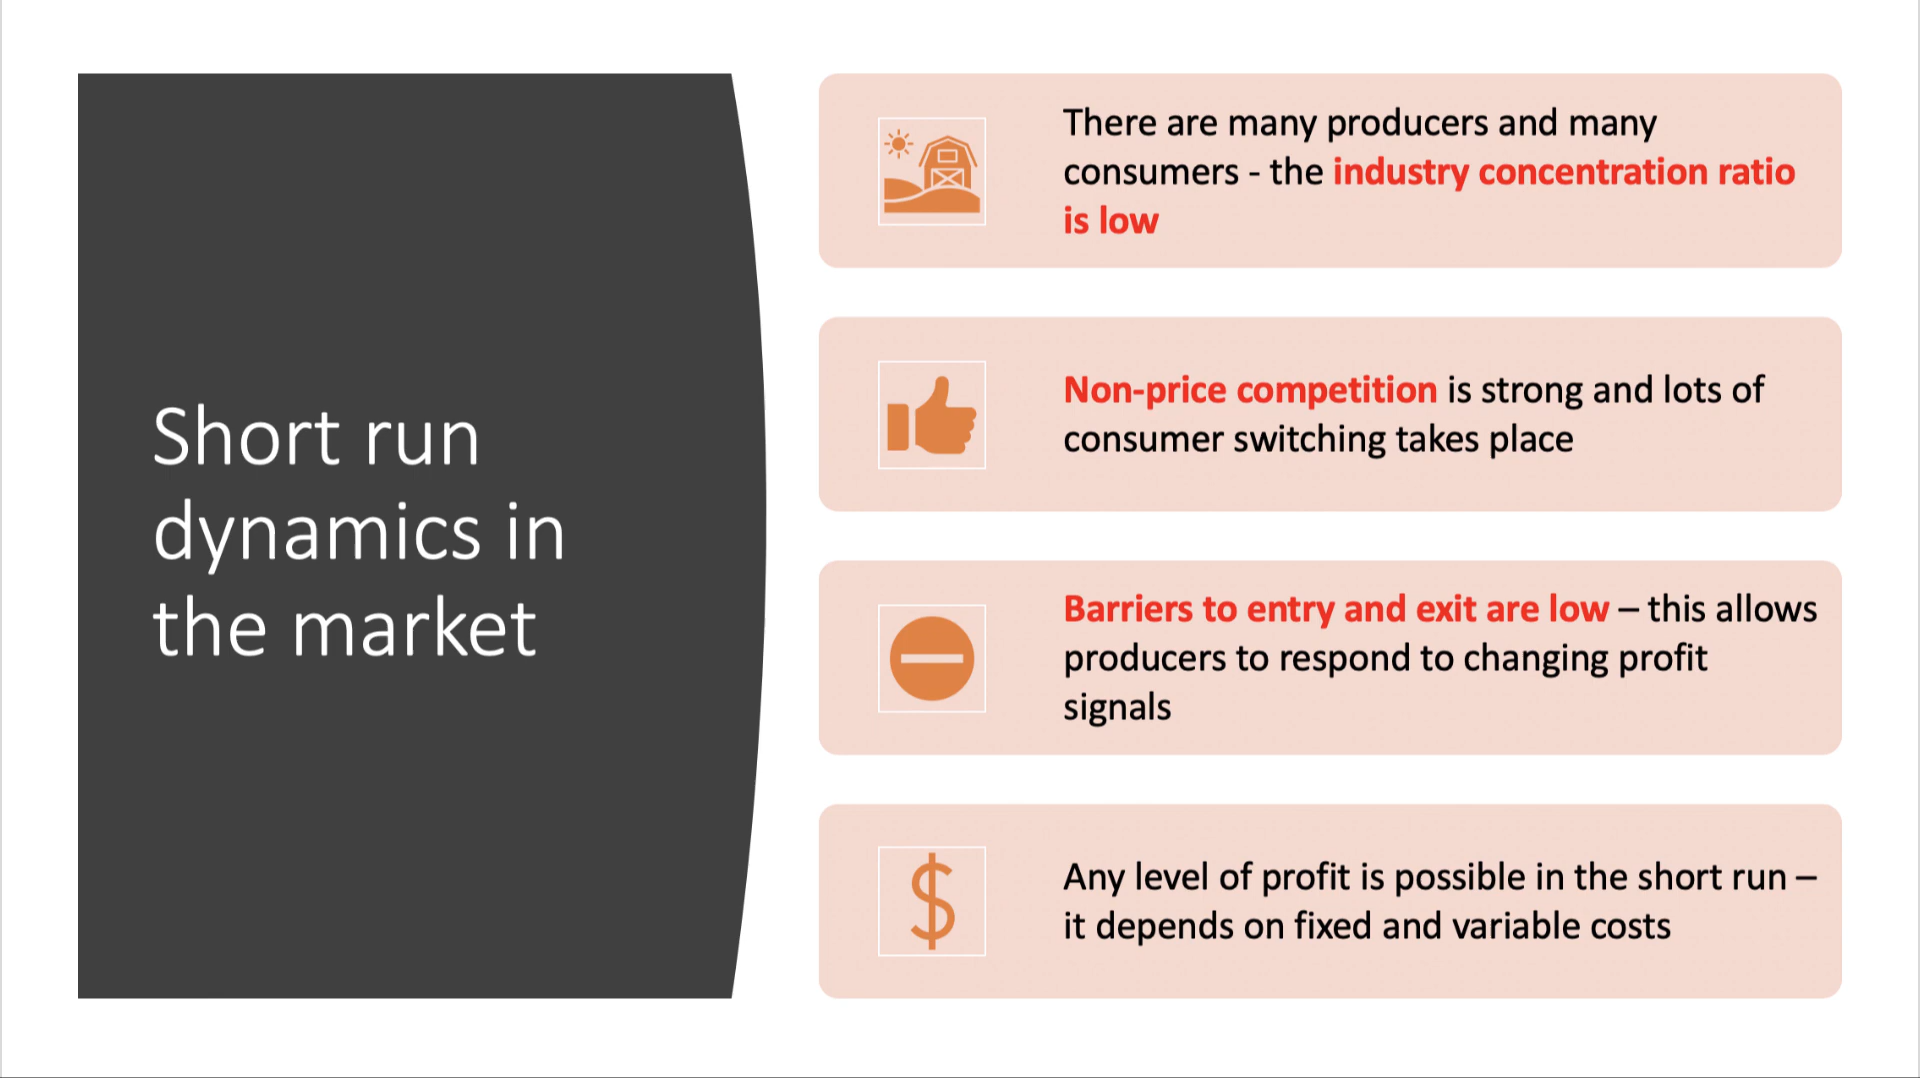 Short run
dynamics in
the market
There are many producers and many
consumers - the industry concentration ratio
is low
Non-price competition is strong and lots of
consumer switching takes place
Barriers to entry and exit are low – this allows
producers to respond to changing profit
signals
Any level of profit is possible in the short run –
it depends on fixed and variable costs